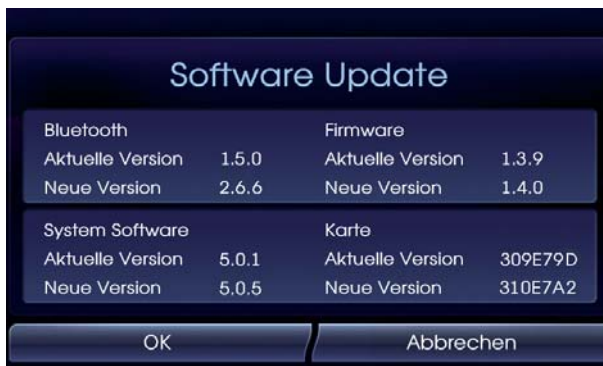 Software Update
Bluetooth
Aktuelle Version 1.5.0
Neue Version 2.6.6
Firmware
Aktuelle Version 1.3.9
Neue Version 1.4.0
System Software
Aktuelle Version 5.0.1
Neue Version 5.0.5
Karte
Aktuelle Version 309E79D
Neue Version 310E7A2
OK
Abbrechen